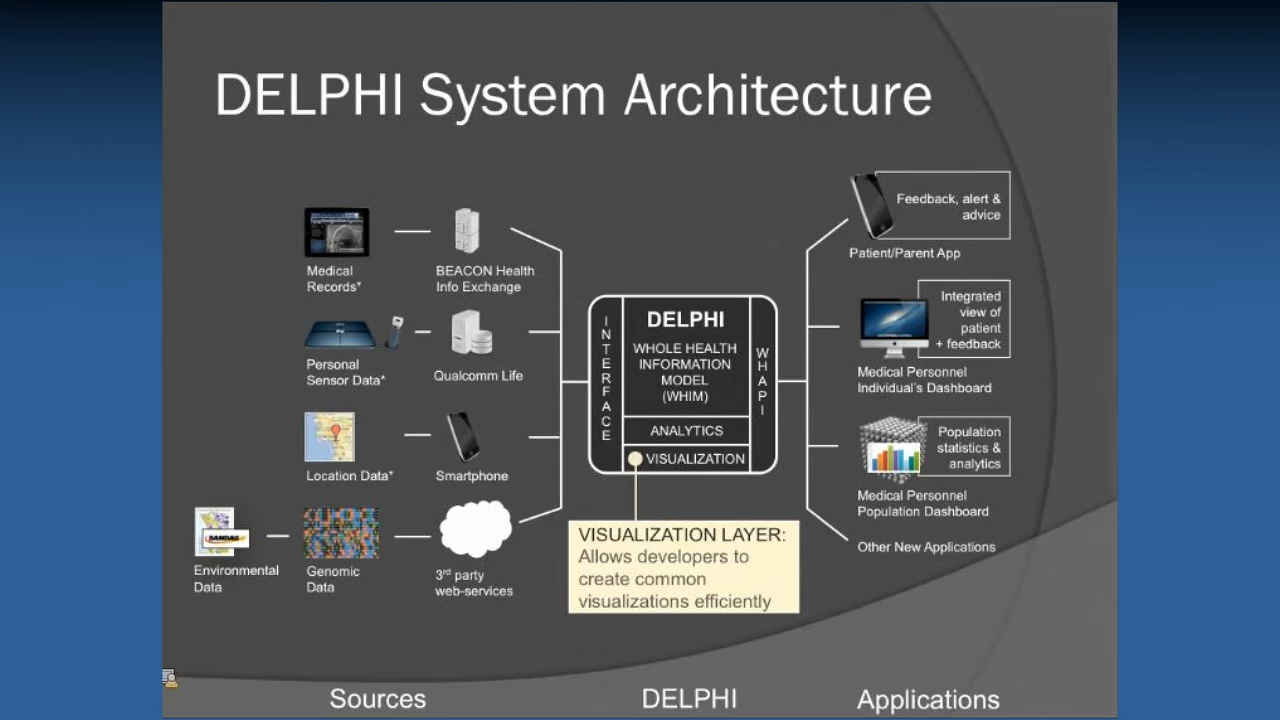 DELPHI System Architecture
Medical
Records*
BEACON Health
Info Exchange
Personal
Sensor Data*
Qualcomm Life
Location Data*
Smartphone
SANDAG
Environmental
Data
Genomic
Data
3rd party
web-services
INTERFACE
DELPHI
WHOLE HEALTH
INFORMATION
MODEL
(WHIM)
ANALYTICS
VISUALIZATION
WHAPI
VISUALIZATION LAYER:
Allows developers to
create common
visualizations efficiently
Feedback, alert &
advice
Patient/Parent App
Integrated
view of
patient
+ feedback
Medical Personnel
Individual's Dashboard
Population
statistics &
analytics
Medical Personnel
Population Dashboard
Other New Applications
Sources
DELPHI
Applications